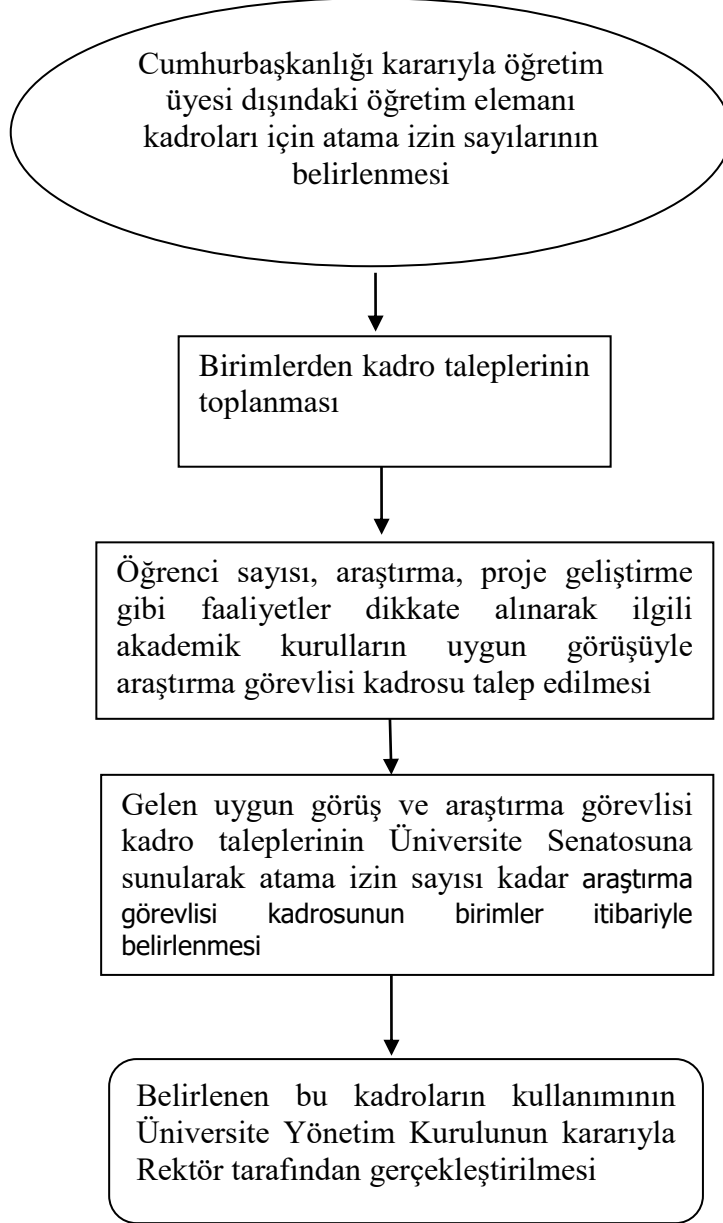 Cumhurbaşkanlığı kararıyla öğretim
üyesi dışındaki öğretim elemanı
kadroları için atama izin sayılarının
belirlenmesi
Birimlerden kadro taleplerinin
toplanması
Öğrenci sayısı, araştırma, proje geliştirme
gibi faaliyetler dikkate alınarak ilgili
akademik kurulların uygun görüşüyle
araştırma görevlisi kadrosu talep edilmesi
Gelen uygun görüş ve araştırma görevlisi
kadro taleplerinin Üniversite Senatosuna
sunularak atama izin sayısı kadar araştırma
görevlisi kadrosunun birimler itibariyle
belirlenmesi
Belirlenen bu kadroların kullanımının
Üniversite Yönetim Kurulunun kararıyla
Rektör tarafından gerçekleştirilmesi